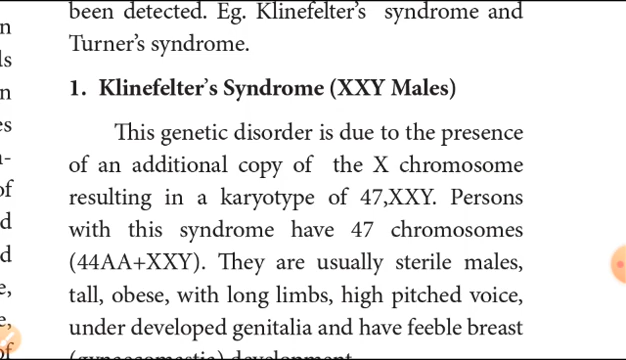 been detected. Eg. Klinefelter's syndrome and
Turner's syndrome.
1. Klinefelter's Syndrome (XXY Males)
This genetic disorder is due to the presence
of an additional copy of the X chromosome
resulting in a karyotype of 47,XXY. Persons
with this syndrome have 47 chromosomes
(44AA+XXY). They are usually sterile males,
tall, obese, with long limbs, high pitched voice,
under developed genitalia and have feeble breast
(gynaecomastia) development.